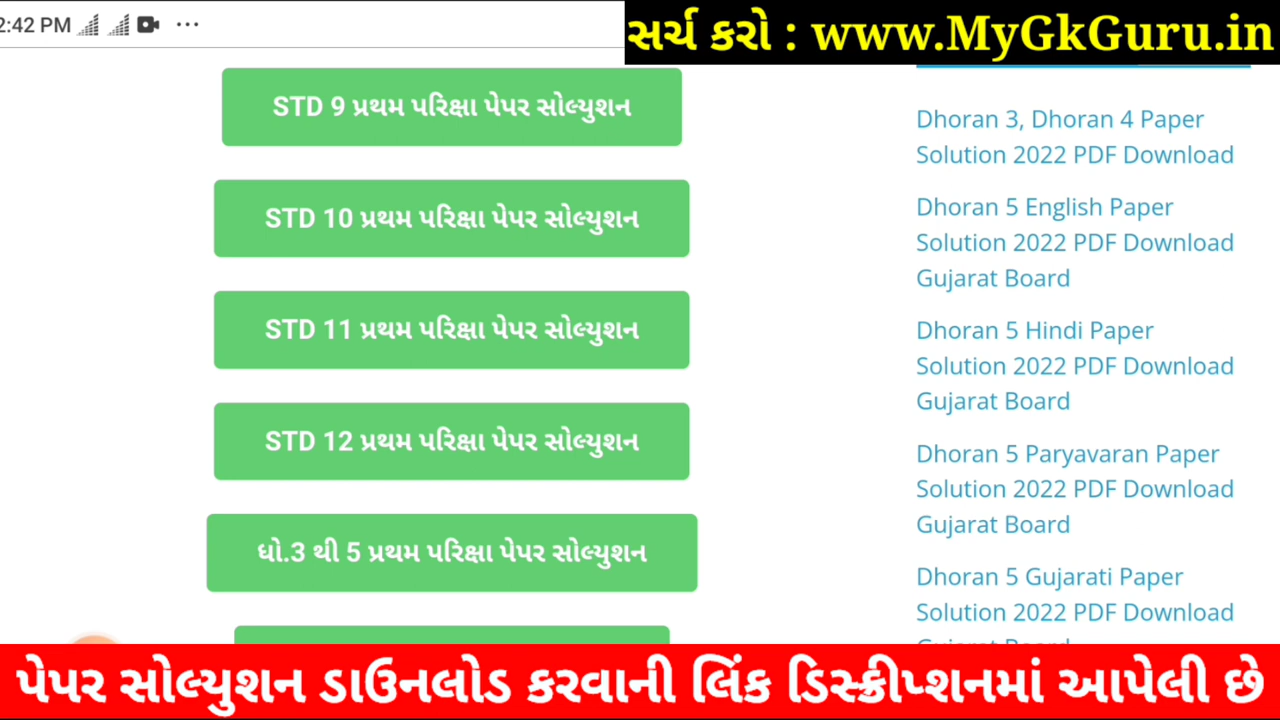 2:42 PM
સર્ચ કરો : www.MyGkGuru.in
STD 9 પ્રથમ પરિક્ષા પેપર સોલ્યુશન
STD 10 પ્રથમ પરિક્ષા પેપર સોલ્યુશન
STD 11 પ્રથમ પરિક્ષા પેપર સોલ્યુશન
STD 12 પ્રથમ પરિક્ષા પેપર સોલ્યુશન
ધો.3 થી 5 પ્રથમ પરિક્ષા પેપર સોલ્યુશન
Dhoran 3, Dhoran 4 Paper
Solution 2022 PDF Download
Dhoran 5 English Paper
Solution 2022 PDF Download
Gujarat Board
Dhoran 5 Hindi Paper
Solution 2022 PDF Download
Gujarat Board
Dhoran 5 Paryavaran Paper
Solution 2022 PDF Download
Gujarat Board
Dhoran 5 Gujarati Paper
Solution 2022 PDF Download
પેપર સોલ્યુશન ડાઉનલોડ કરવાની લિંક ડિસ્ક્રીપ્શનમાં આપેલી છે